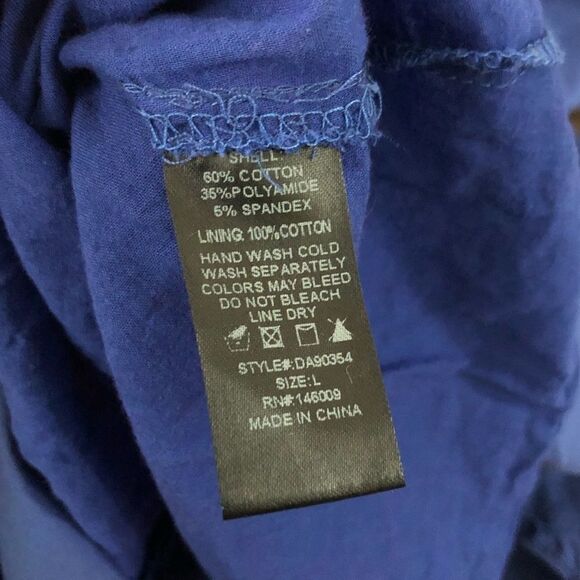 SHELL:
60% COTTON
35%POLYAMIDE
5% SPANDEX
LINING: 100%COTTON
HAND WASH COLD
WASH SEPARATELY
COLORS MAY BLEED
DO NOT BLEACH
LINE DRY
STYLE#:DA90354
SIZE:L
RN#:146009
MADE IN CHINA